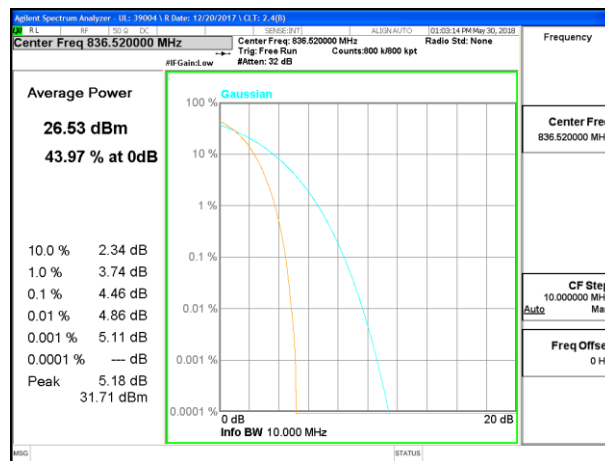 Agilent Spectrum Analyzer - UL: 39004 \ R Date: 12/20/2017 \ CLT: 2.4(B)
RL RF 50 Ω DC SENSE:INT ALIGN AUTO 01:03:14 PM May 30, 2018
Center Freq 836.520000 MHz
Center Freq: 836.520000 MHz Radio Std: None
Trig: Free Run Counts:800 k/800 kpt
#IFGain:Low #Atten: 32 dB
Frequency
Average Power
26.53 dBm
43.97 % at 0dB
10.0 % 2.34 dB
1.0 % 3.74 dB
0.1 % 4.46 dB
0.01 % 4.86 dB
0.001 % 5.11 dB
0.0001 % --- dB
Peak 5.18 dB
31.71 dBm
Gaussian
100 %
10 %
1 %
0.1 %
0.01 %
0.001 %
0.0001 %
0 dB 20 dB
Info BW 10.000 MHz
Center Freq
836.520000 MH
CF Step
10.000000 MH
Auto Ma
Freq Offse
0 H
MSG STATUS